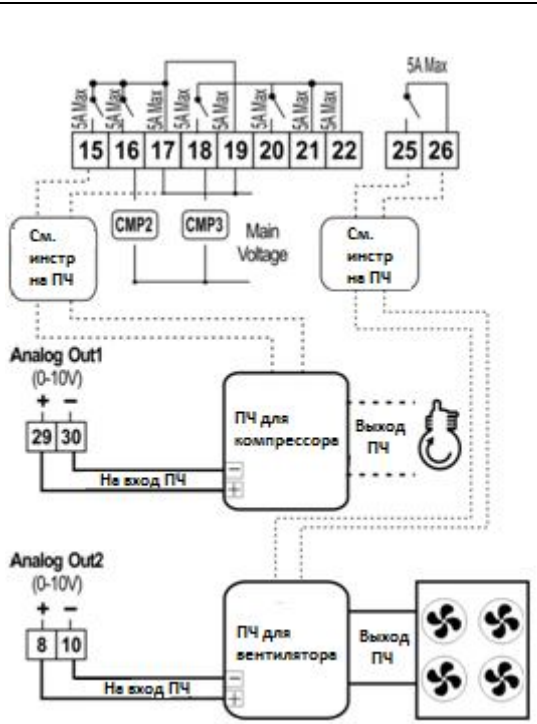 5A Max
5A Max 5A Max 5A Max 5A Max 5A Max 5A Max 5A Max 5A Max
15 16 17 18 19 20 21 22 25 26
CMP2 CMP3 Main
Voltage
См.
инстр
на ПЧ
См.
инстр
на ПЧ
Analog Out1
(0-10V)
+ −
29 30
ПЧ для
компрессора
Выход
ПЧ
− 
На вход ПЧ
+
Analog Out2
(0-10V)
+ −
8 10
ПЧ для
вентилятора
Выход
ПЧ
−
На вход ПЧ
+